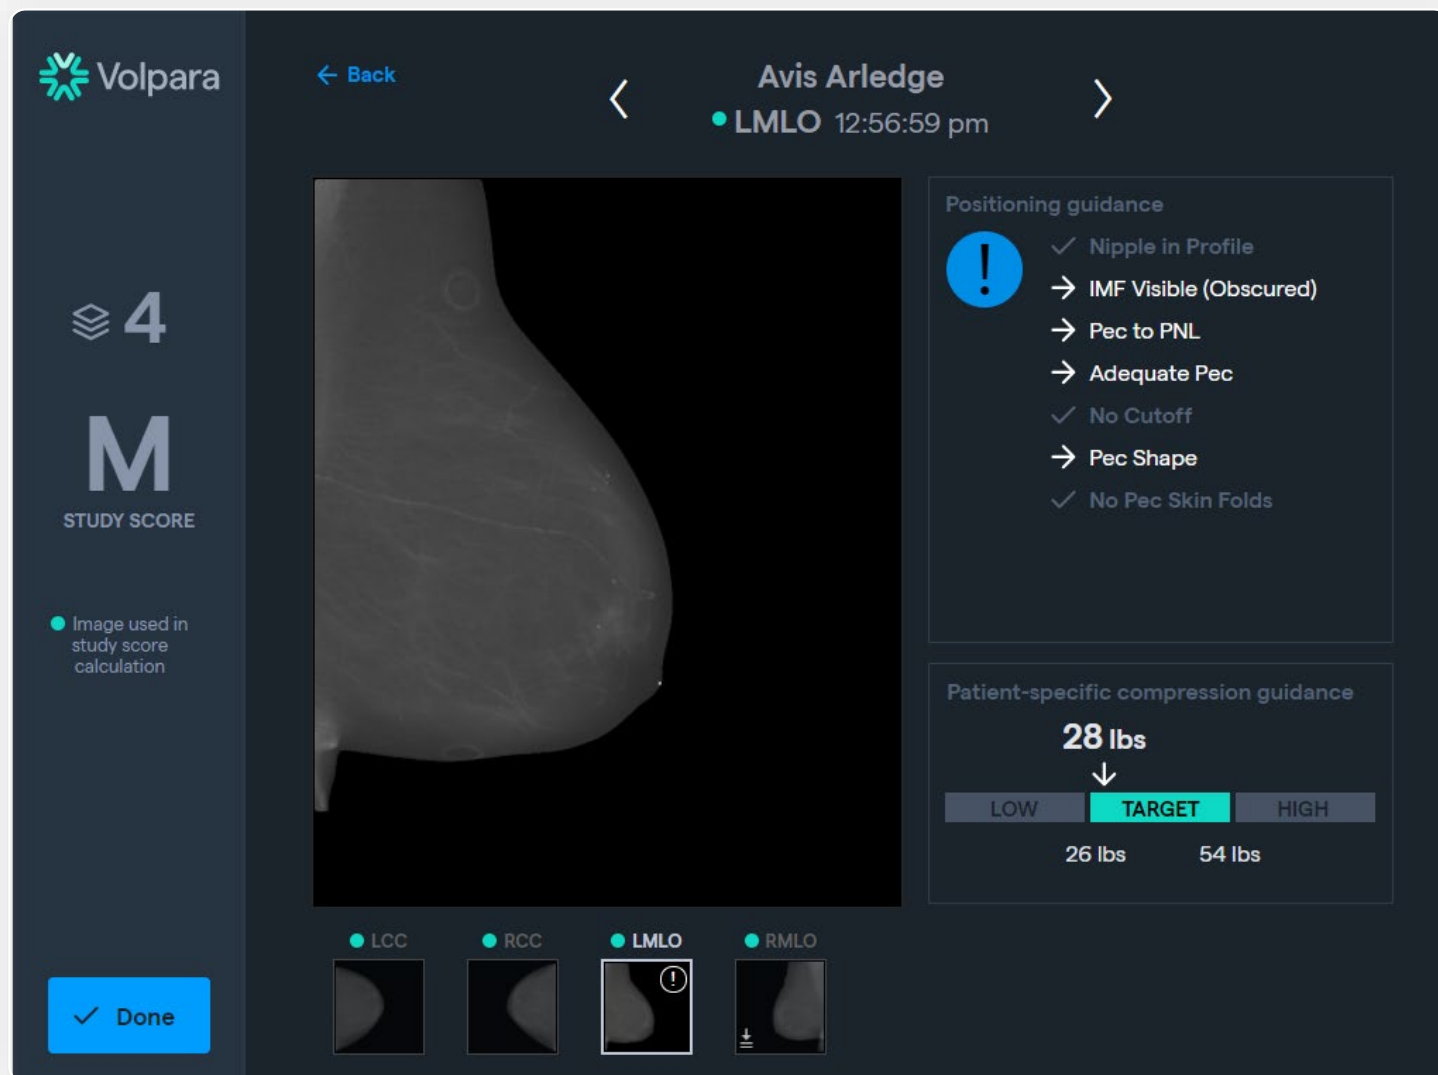 Volpara
Back
Avis Arledge
LMLO 12:56:59 pm
4
M
STUDY SCORE
Image used in
study score
calculation
Done
Positioning guidance
!
Nipple in Profile
IMF Visible (Obscured)
Pec to PNL
Adequate Pec
No Cutoff
Pec Shape
No Pec Skin Folds
Patient-specific compression guidance
28 lbs
LOW TARGET HIGH
26 lbs 54 lbs
LCC RCC LMLO RMLO
!